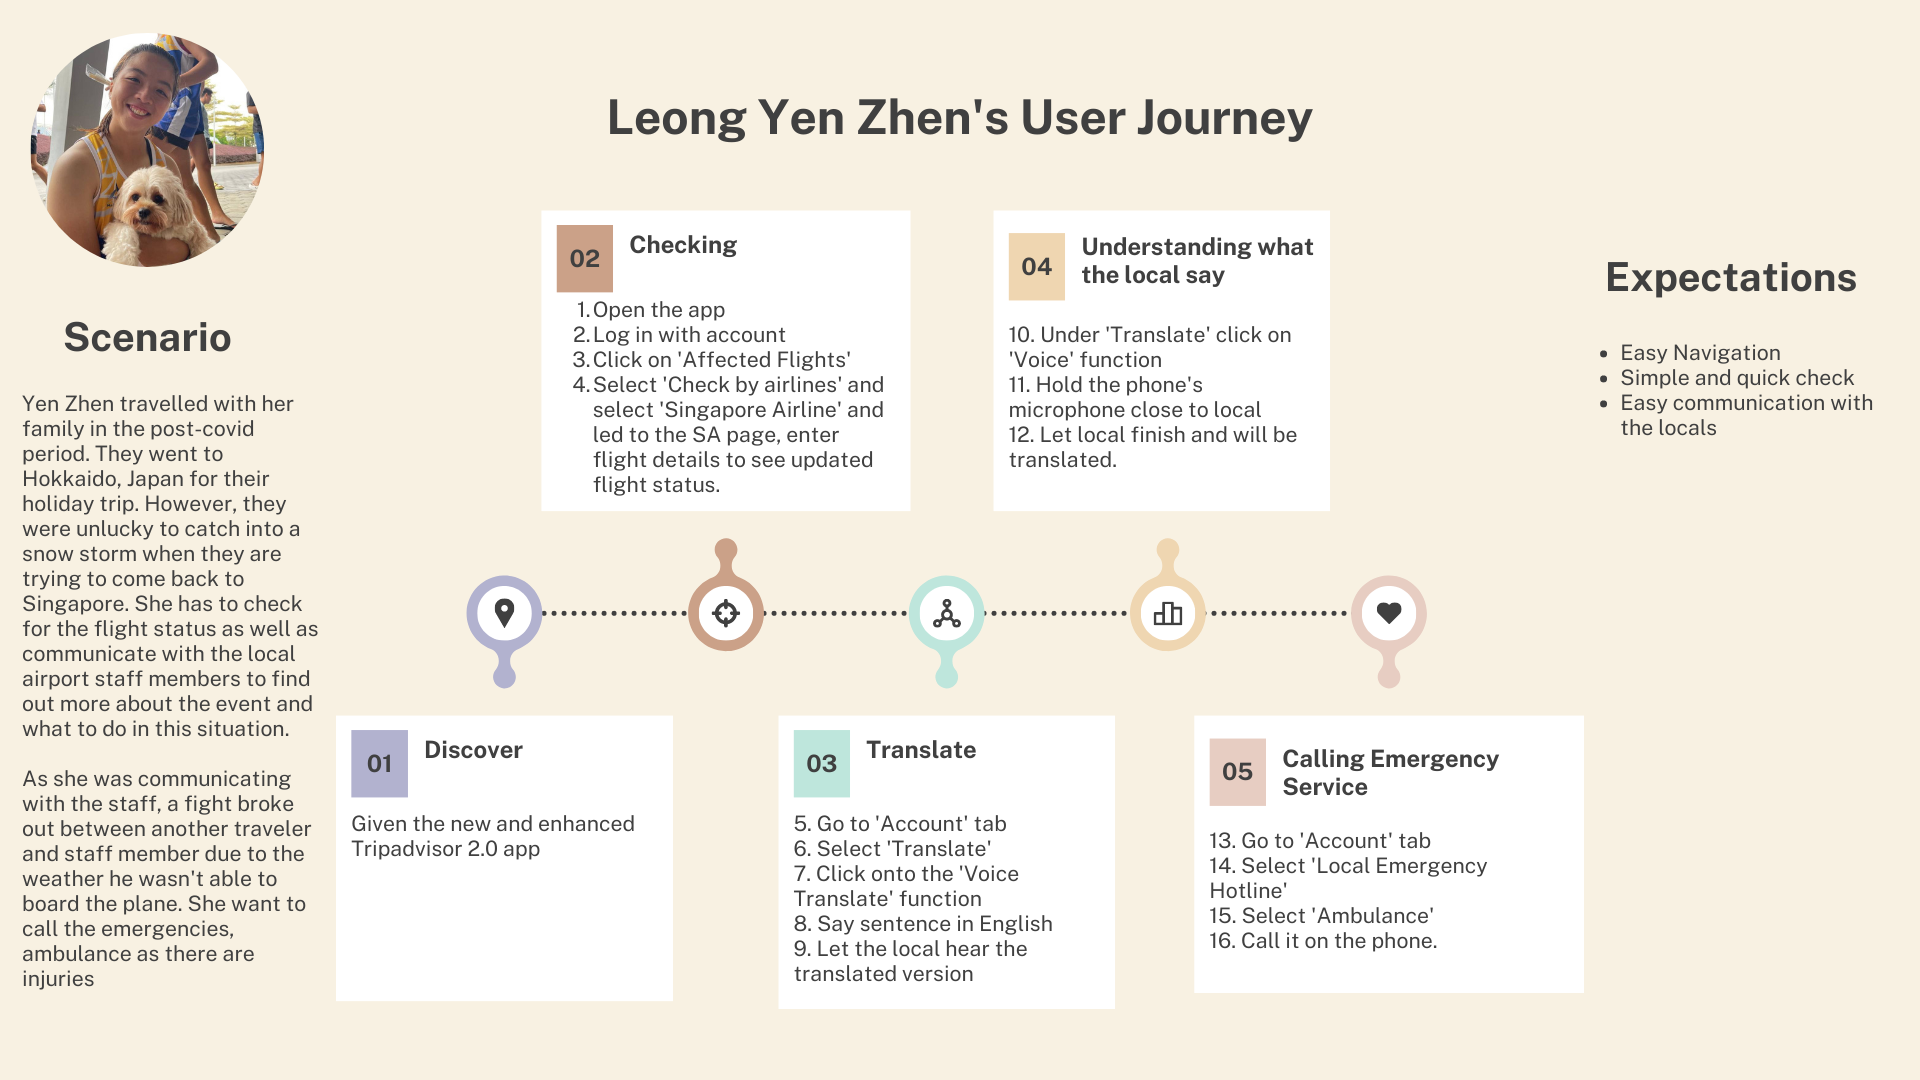 Leong Yen Zhen's User Journey
Scenario
Yen Zhen travelled with her
family in the post-covid
period. They went to
Hokkaido, Japan for their
holiday trip. However, they
were unlucky to catch into a
snow storm when they are
trying to come back to
Singapore. She has to check
for the flight status as well as
communicate with the local
airport staff members to find
out more about the event and
what to do in this situation.
As she was communicating
with the staff, a fight broke
out between another traveler
and staff member due to the
weather he wasn't able to
board the plane. She want to
call the emergencies,
ambulance as there are
injuries
01
Discover
Given the new and enhanced
Tripadvisor 2.0 app
02
Checking
1. Open the app
2. Log in with account
3. Click on 'Affected Flights'
4. Select 'Check by airlines' and
select 'Singapore Airline' and
led to the SA page, enter
flight details to see updated
flight status.
03
Translate
5. Go to 'Account' tab
6. Select 'Translate'
7. Click onto the 'Voice
Translate' function
8. Say sentence in English
9. Let the local hear the
translated version
04
Understanding what
the local say
10. Under 'Translate' click on
'Voice' function
11. Hold the phone's
microphone close to local
12. Let local finish and will be
translated.
05
Calling Emergency
Service
13. Go to 'Account' tab
14. Select 'Local Emergency
Hotline'
15. Select 'Ambulance'
16. Call it on the phone.
Expectations
• Easy Navigation
• Simple and quick check
• Easy communication with
the locals